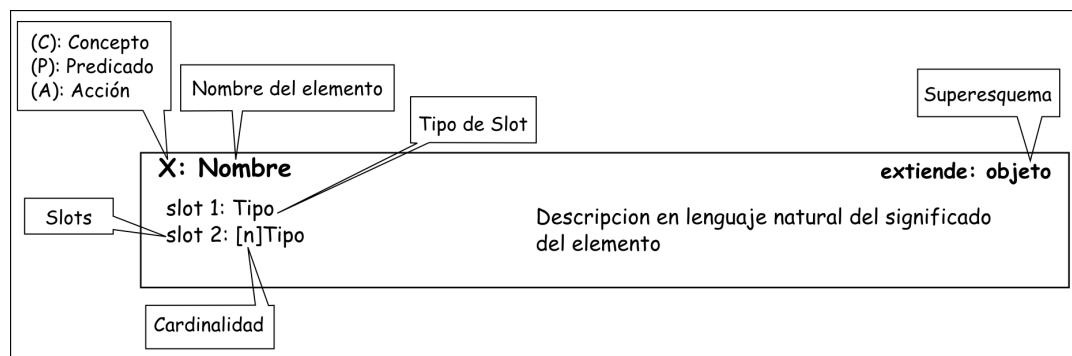 (C): Concepto
(P): Predicado
(A): Acción
Nombre del elemento
Tipo de Slot
Superesquema
X: Nombre
extiende: objeto
Slots
slot 1: Tipo
slot 2: [n]Tipo
Descripcion en lenguaje natural del significado
del elemento
Cardinalidad